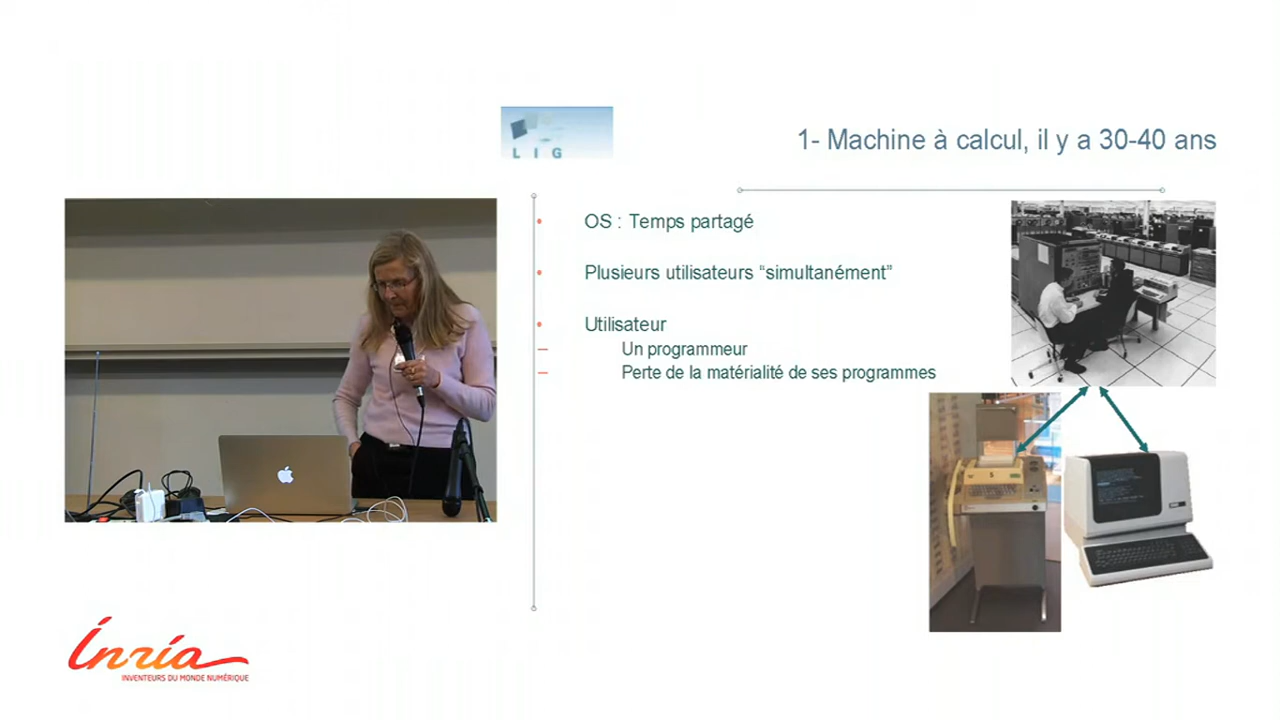 L I G
1- Machine à calcul, il y a 30-40 ans
OS : Temps partagé
Plusieurs utilisateurs “simultanément”
Utilisateur
Un programmeur
Perte de la matérialité de ses programmes
Inria
INVENTEURS DU MONDE NUMÉRIQUE